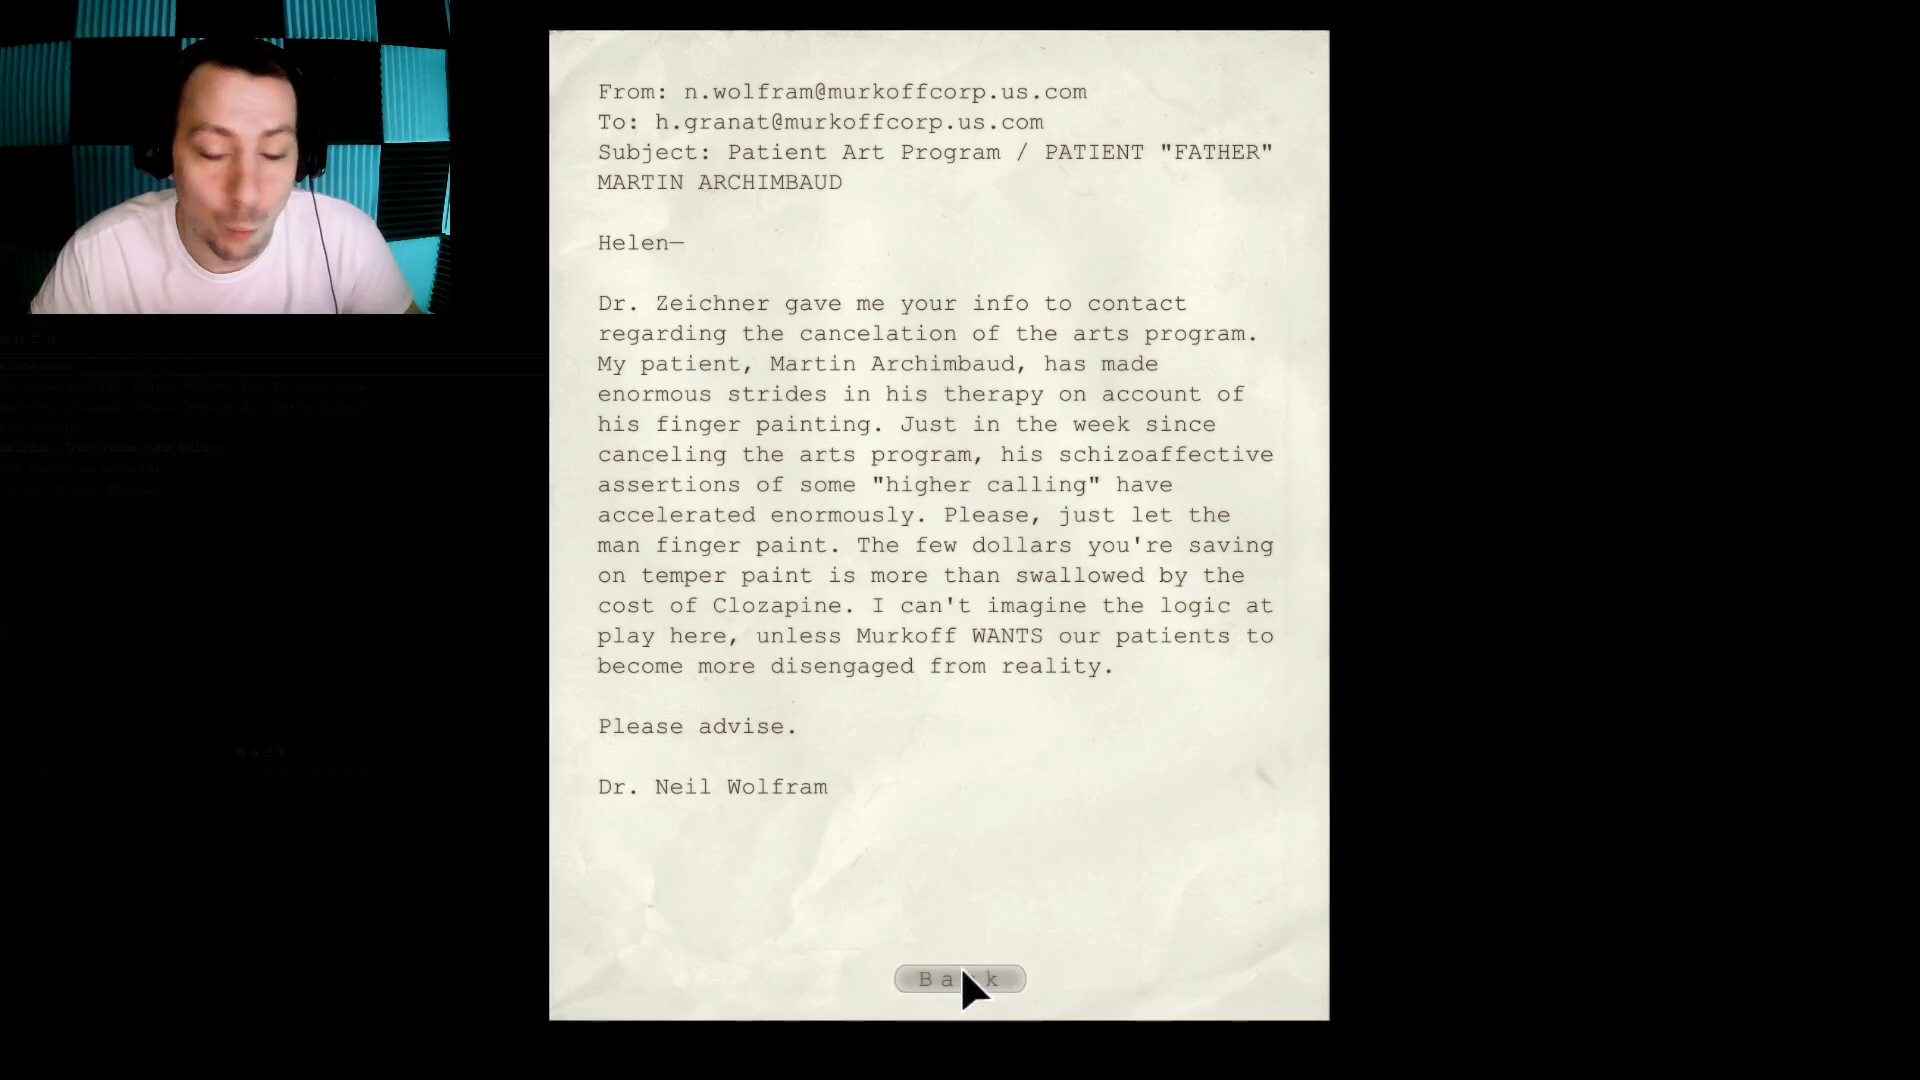 From: n.wolfram@murkoffcorp.us.com
To: h.granat@murkoffcorp.us.com
Subject: Patient Art Program / PATIENT "FATHER"
MARTIN ARCHIMBAUD
Helen—
Dr. Zeichner gave me your info to contact
regarding the cancelation of the arts program.
My patient, Martin Archimbaud, has made
enormous strides in his therapy on account of
his finger painting. Just in the week since
canceling the arts program, his schizoaffective
assertions of some "higher calling" have
accelerated enormously. Please, just let the
man finger paint. The few dollars you're saving
on temper paint is more than swallowed by the
cost of Clozapine. I can't imagine the logic at
play here, unless Murkoff WANTS our patients to
become more disengaged from reality.
Please advise.
Dr. Neil Wolfram
Back
Back